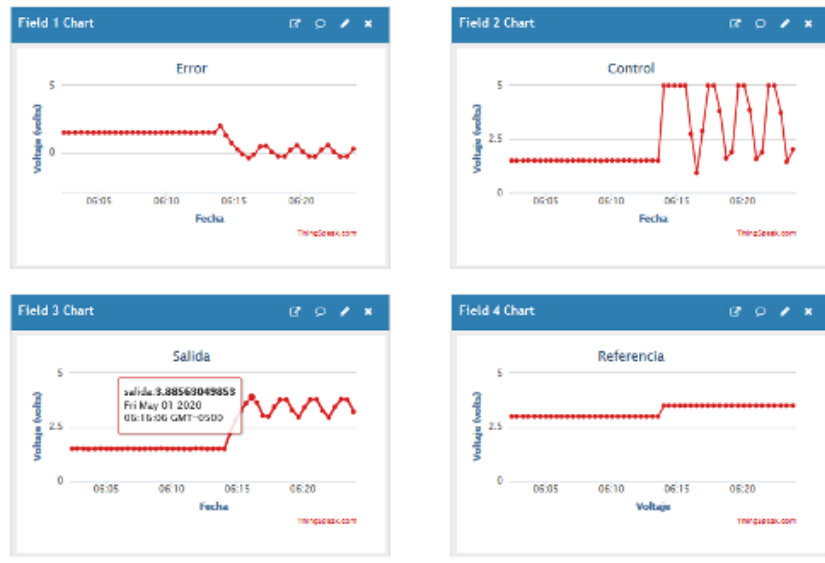 Field 1 Chart
Error
5
0
Voltaje (volts)
06:05 06:10 06:15 06:20
Fecha
ThingSpeak.com
Field 2 Chart
Control
5
2.5
0
Voltaje (volts)
06:05 06:10 06:15 06:20
Fecha
ThingSpeak.com
Field 3 Chart
Salida
5
2.5
0
Voltaje (volts)
salida:3.88563049853
Fri May 01 2020
06:16:06 GMT-0500
06:05 06:10 06:15 06:20
Fecha
ThingSpeak.com
Field 4 Chart
Referencia
5
2.5
0
Voltaje (volts)
06:05 06:10 06:15 06:20
Voltaje
ThingSpeak.com